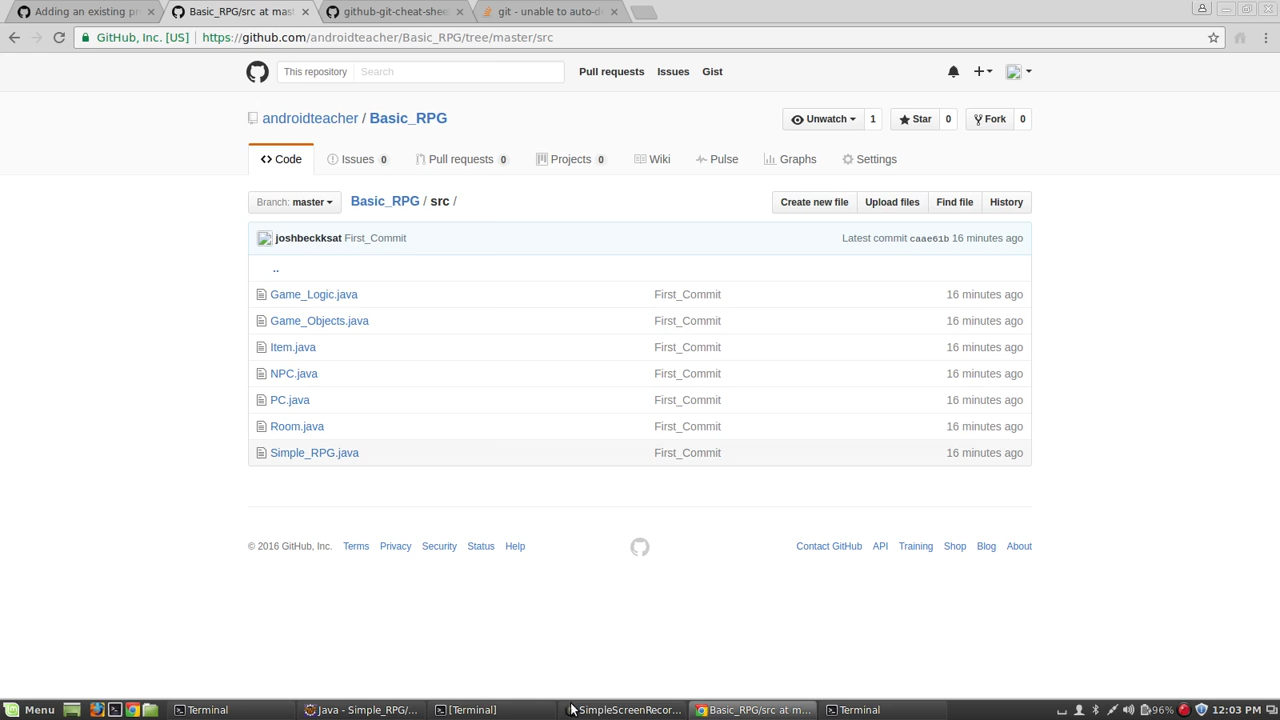 Adding an existing pr
Basic_RPG/src at mast
github-git-cheat-shee
git - unable to auto-de
GitHub, Inc. [US] https://github.com/androidteacher/Basic_RPG/tree/master/src
This repository Search Pull requests Issues Gist
androidteacher / Basic_RPG
Unwatch 1 Star 0 Fork 0
Code Issues 0 Pull requests 0 Projects 0 Wiki Pulse Graphs Settings
Branch: master Basic_RPG / src /
Create new file Upload files Find file History
joshbeckksat First_Commit Latest commit caae61b 16 minutes ago
..
Game_Logic.java First_Commit 16 minutes ago
Game_Objects.java First_Commit 16 minutes ago
Item.java First_Commit 16 minutes ago
NPC.java First_Commit 16 minutes ago
PC.java First_Commit 16 minutes ago
Room.java First_Commit 16 minutes ago
Simple_RPG.java First_Commit 16 minutes ago
© 2016 GitHub, Inc. Terms Privacy Security Status Help
Contact GitHub API Training Shop Blog About
Menu Terminal Java - Simple_RPG/... [Terminal] SimpleScreenRecor... Basic_RPG/src at m... Terminal 96% 12:03 PM